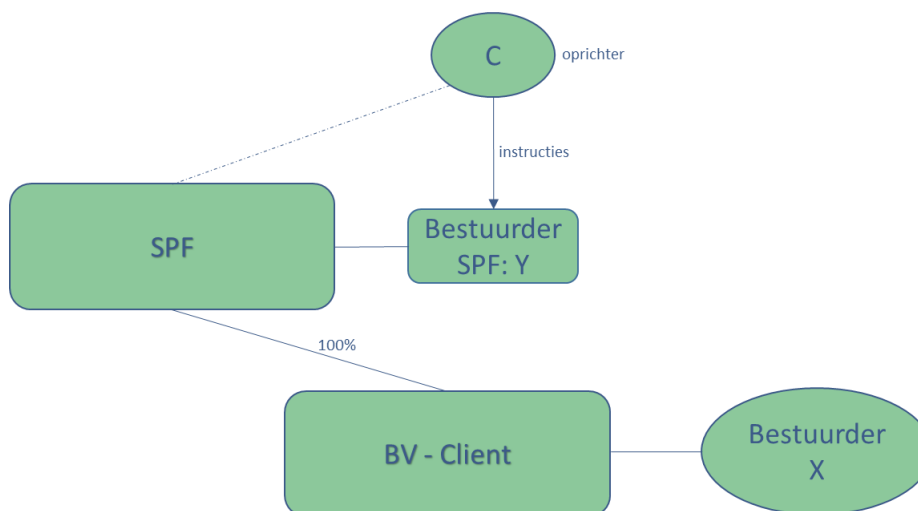 C
oprichter
instructies
Bestuurder
SPF: Y
SPF
100%
BV - Client
Bestuurder
X